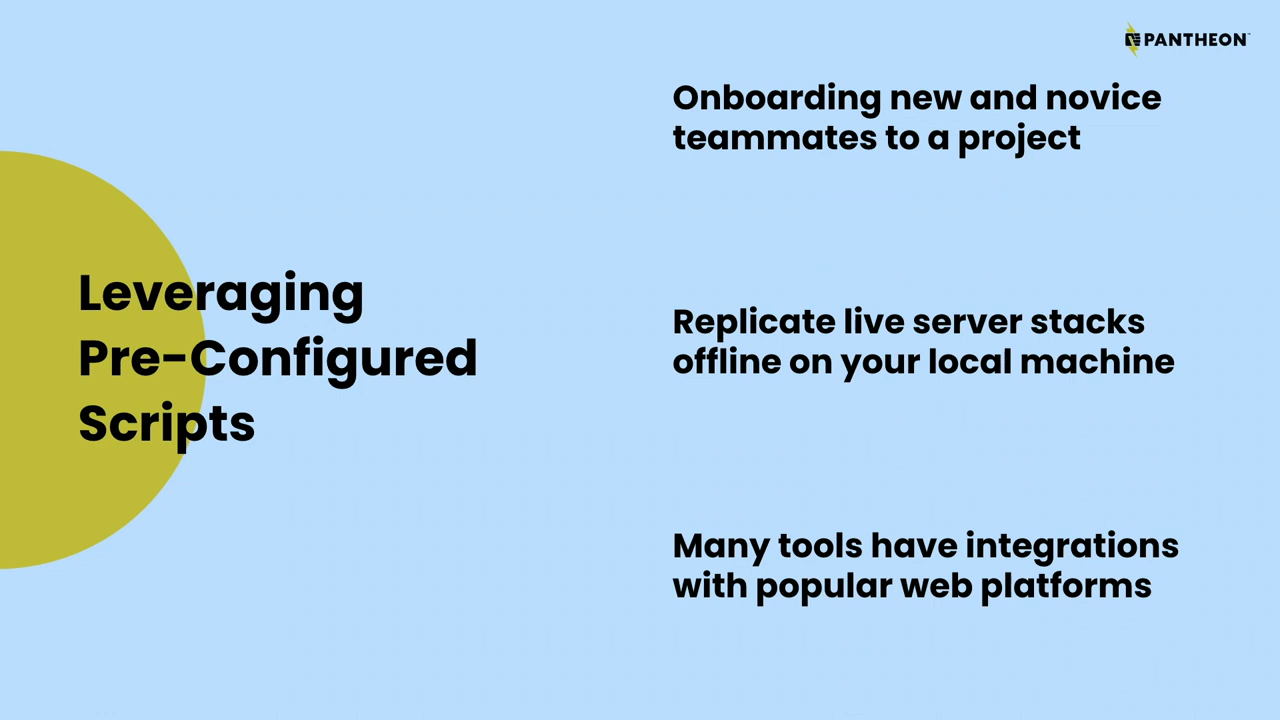 PANTHEON
Leveraging
Pre-Configured
Scripts
Onboarding new and novice
teammates to a project
Replicate live server stacks
offline on your local machine
Many tools have integrations
with popular web platforms